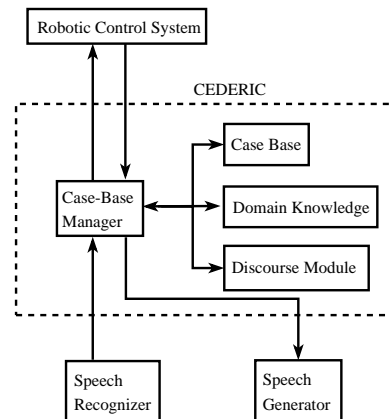 Robotic Control System
CEDERIC
Case Base
Case-Base
Manager
Domain Knowledge
Discourse Module
Speech
Recognizer
Speech
Generator